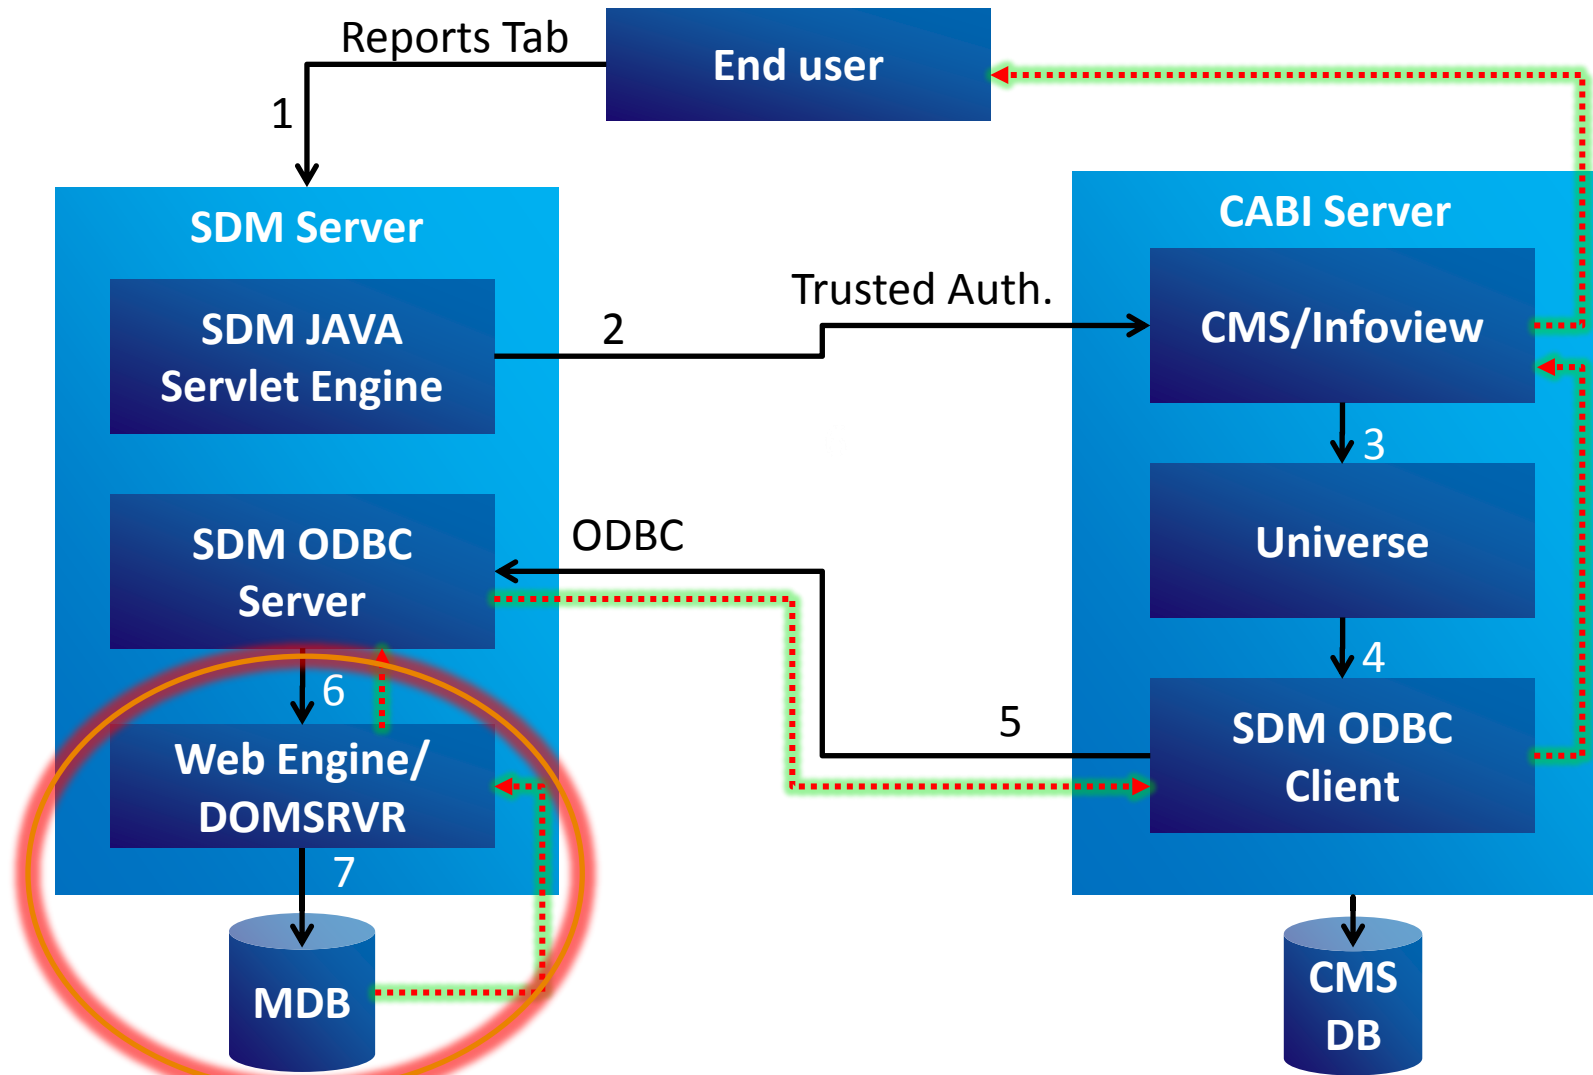 Reports Tab
End user
1
SDM Server
CABI Server
SDM JAVA
Servlet Engine
2
Trusted Auth.
CMS/Infoview
3
SDM ODBC
Server
ODBC
Universe
4
6
Web Engine/
DOMSRVR
5
SDM ODBC
Client
7
MDB
CMS
DB